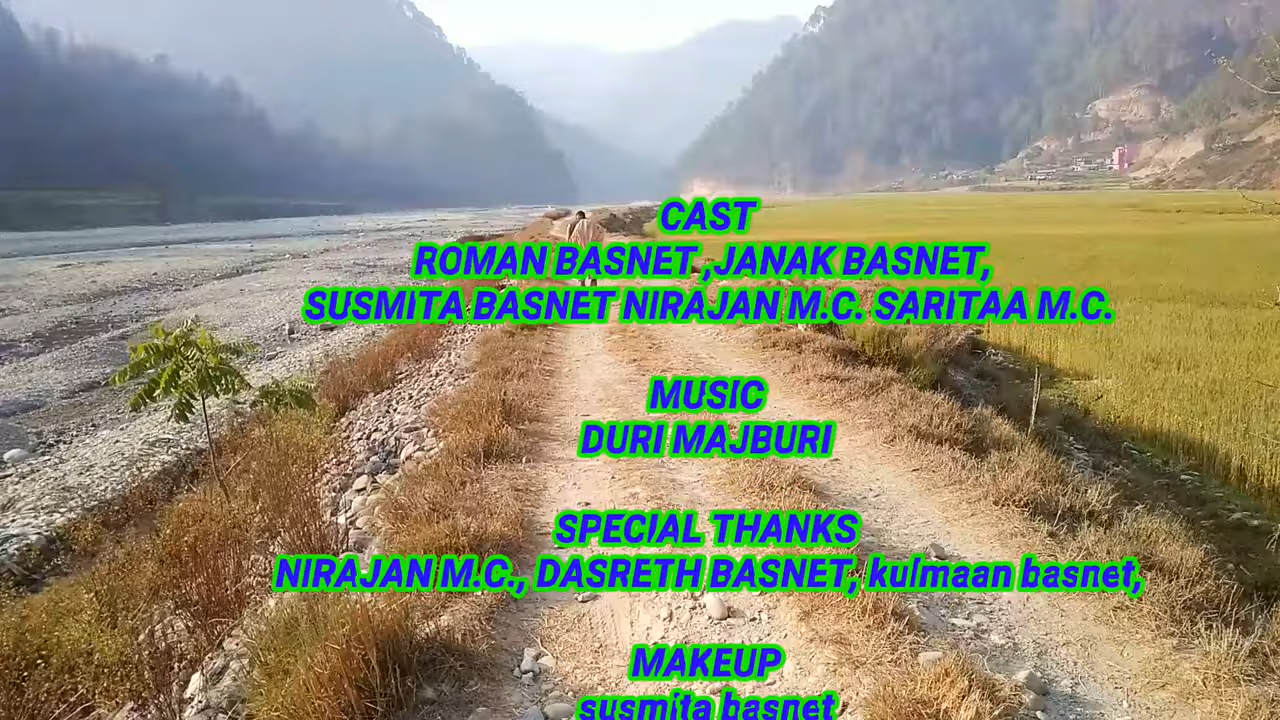 CAST
ROMAN BASNET ,JANAK BASNET,
SUSMITA BASNET NIRAJAN M.C. SARITAA M.C.
MUSIC
DURI MAJBURI
SPECIAL THANKS
NIRAJAN M.C., DASRETH BASNET, kulmaan basnet,
MAKEUP
susmita basnet